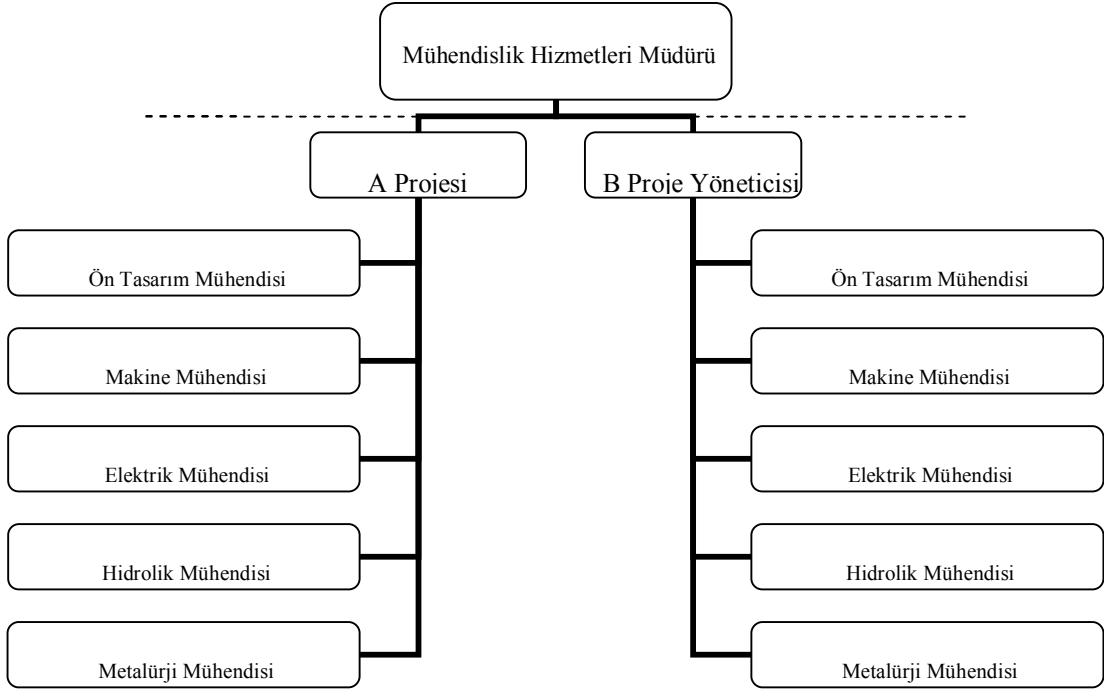 Mühendislik Hizmetleri Müdürü
A Projesi
B Proje Yöneticisi
Ön Tasarım Mühendisi
Ön Tasarım Mühendisi
Makine Mühendisi
Makine Mühendisi
Elektrik Mühendisi
Elektrik Mühendisi
Hidrolik Mühendisi
Hidrolik Mühendisi
Metalürji Mühendisi
Metalürji Mühendisi